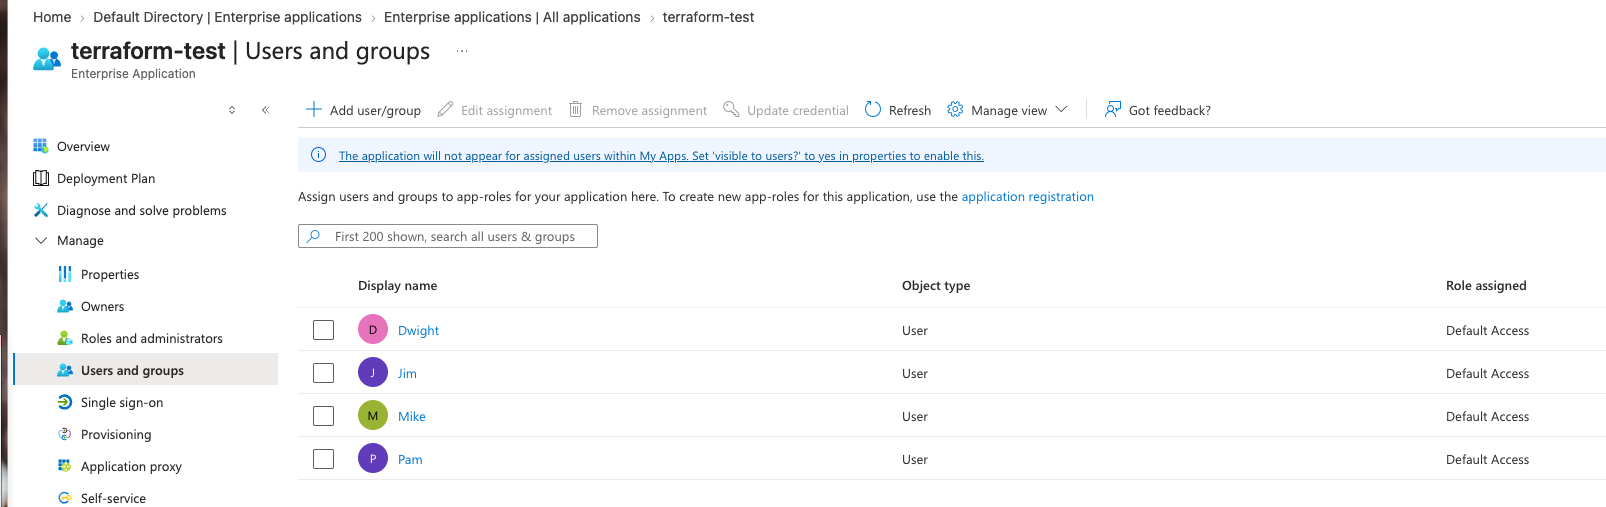 Home > Default Directory | Enterprise applications > Enterprise applications | All applications > terraform-test
terraform-test | Users and groups ...
Enterprise Application
Add user/group Edit assignment Remove assignment Update credential Refresh Manage view Got feedback?
Overview
Deployment Plan
Diagnose and solve problems
Manage
Properties
Owners
Roles and administrators
Users and groups
Single sign-on
Provisioning
Application proxy
Self-service
The application will not appear for assigned users within My Apps. Set 'visible to users?' to yes in properties to enable this.
Assign users and groups to app-roles for your application here. To create new app-roles for this application, use the application registration
First 200 shown, search all users & groups
Display name Object type Role assigned
D Dwight User Default Access
J Jim User Default Access
M Mike User Default Access
P Pam User Default Access